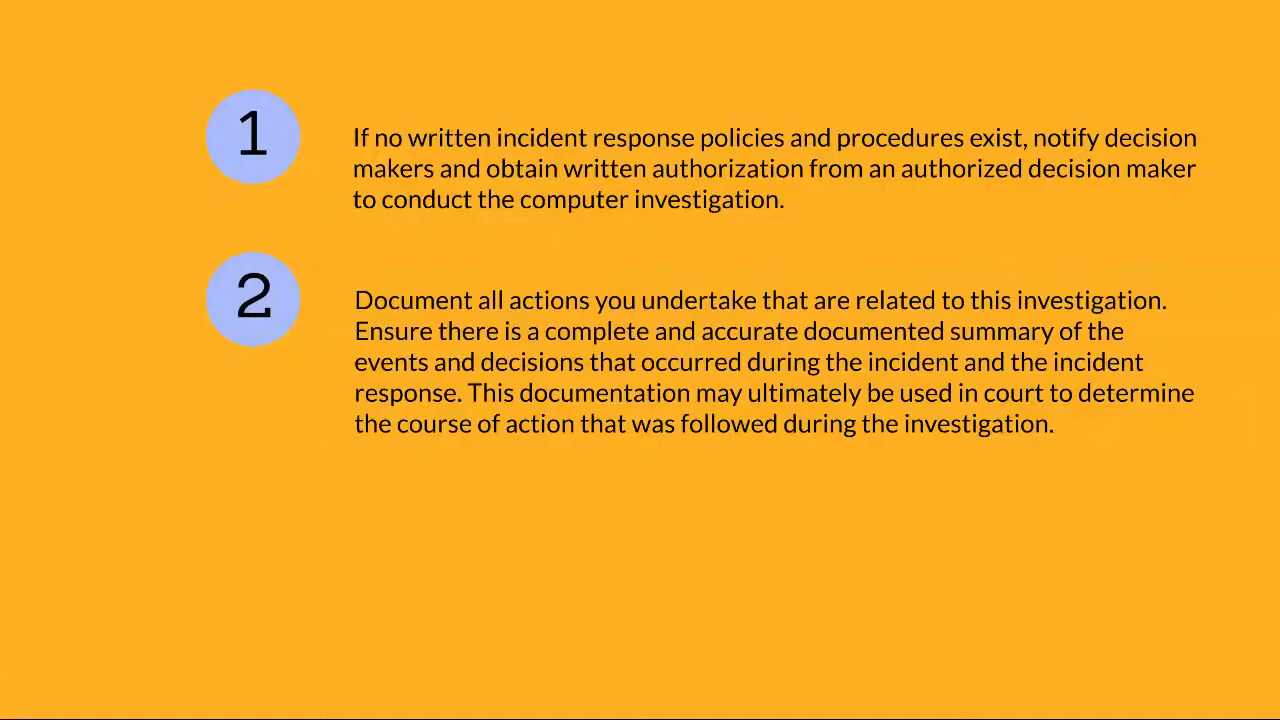 1
If no written incident response policies and procedures exist, notify decision
makers and obtain written authorization from an authorized decision maker
to conduct the computer investigation.
2
Document all actions you undertake that are related to this investigation.
Ensure there is a complete and accurate documented summary of the
events and decisions that occurred during the incident and the incident
response. This documentation may ultimately be used in court to determine
the course of action that was followed during the investigation.